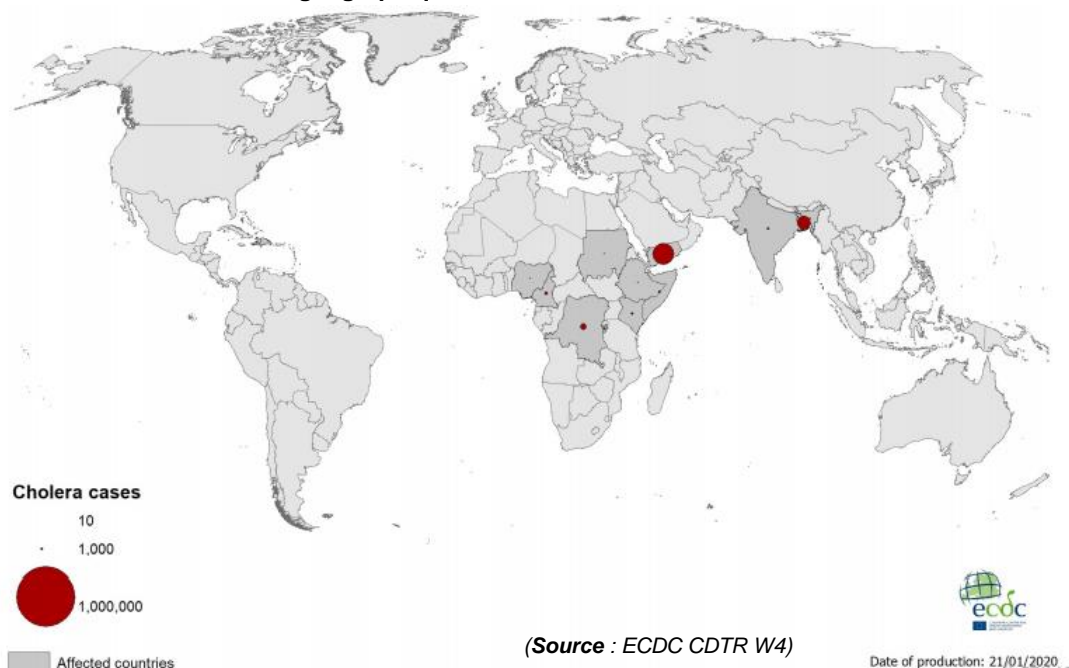 Cholera cases
10
1,000
1,000,000
Affected countries
(Source : ECDC CDTR W4)
ecdc
Date of production: 21/01/2020